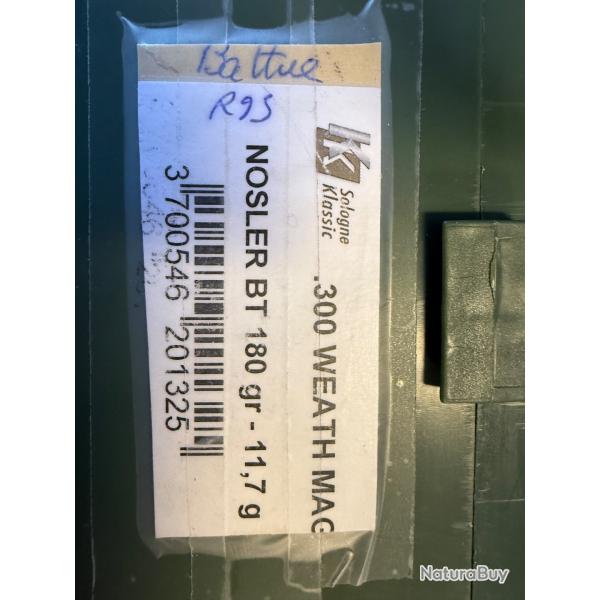 Battue
R93
Sologne
Klassic
.300 WEATH MAG
NOSLER BT 180 gr - 11,7 g
3 700546 201325
NaturaBuy